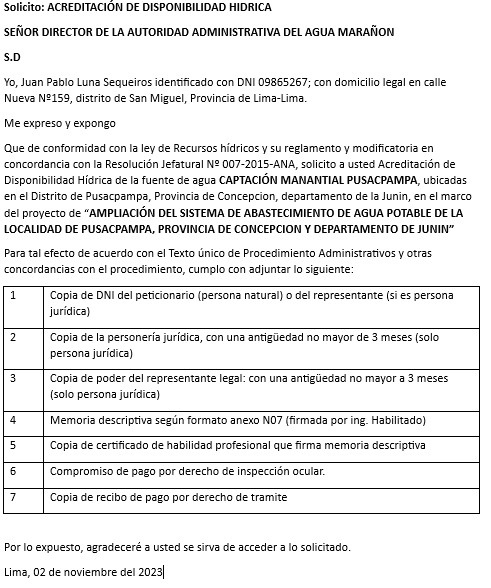 Solicito: ACREDITACIÓN DE DISPONIBILIDAD HIDRICA
SEÑOR DIRECTOR DE LA AUTORIDAD ADMINISTRATIVA DEL AGUA MARAÑON
S.D
Yo, Juan Pablo Luna Sequeiros identificado con DNI 09865267; con domicilio legal en calle
Nueva Nº159, distrito de San Miguel, Provincia de Lima-Lima.
Me expreso y expongo
Que de conformidad con la ley de Recursos hídricos y su reglamento y modificatoria en
concordancia con la Resolución Jefatural Nº 007-2015-ANA, solicito a usted Acreditación de
Disponibilidad Hídrica de la fuente de agua CAPTACIÓN MANANTIAL PUSACPAMPA, ubicadas
en el Distrito de Pusacpampa, Provincia de Concepcion, departamento de la Junin, en el marco
del proyecto de “AMPLIACIÓN DEL SISTEMA DE ABASTECIMIENTO DE AGUA POTABLE DE LA
LOCALIDAD DE PUSACPAMPA, PROVINCIA DE CONCEPCION Y DEPARTAMENTO DE JUNIN”
Para tal efecto de acuerdo con el Texto único de Procedimiento Administrativos y otras
concordancias con el procedimiento, cumplo con adjuntar lo siguiente:
1 Copia de DNI del peticionario (persona natural) o del representante (si es persona
jurídica)
2 Copia de la personería jurídica, con una antigüedad no mayor de 3 meses (solo
persona jurídica)
3 Copia de poder del representante legal: con una antigüedad no mayor a 3 meses
(solo persona jurídica)
4 Memoria descriptiva según formato anexo N07 (firmada por ing. Habilitado)
5 Copia de certificado de habilidad profesional que firma memoria descriptiva
6 Compromiso de pago por derecho de inspección ocular.
7 Copia de recibo de pago por derecho de tramite
Por lo expuesto, agradeceré a usted se sirva de acceder a lo solicitado.
Lima, 02 de noviembre del 2023